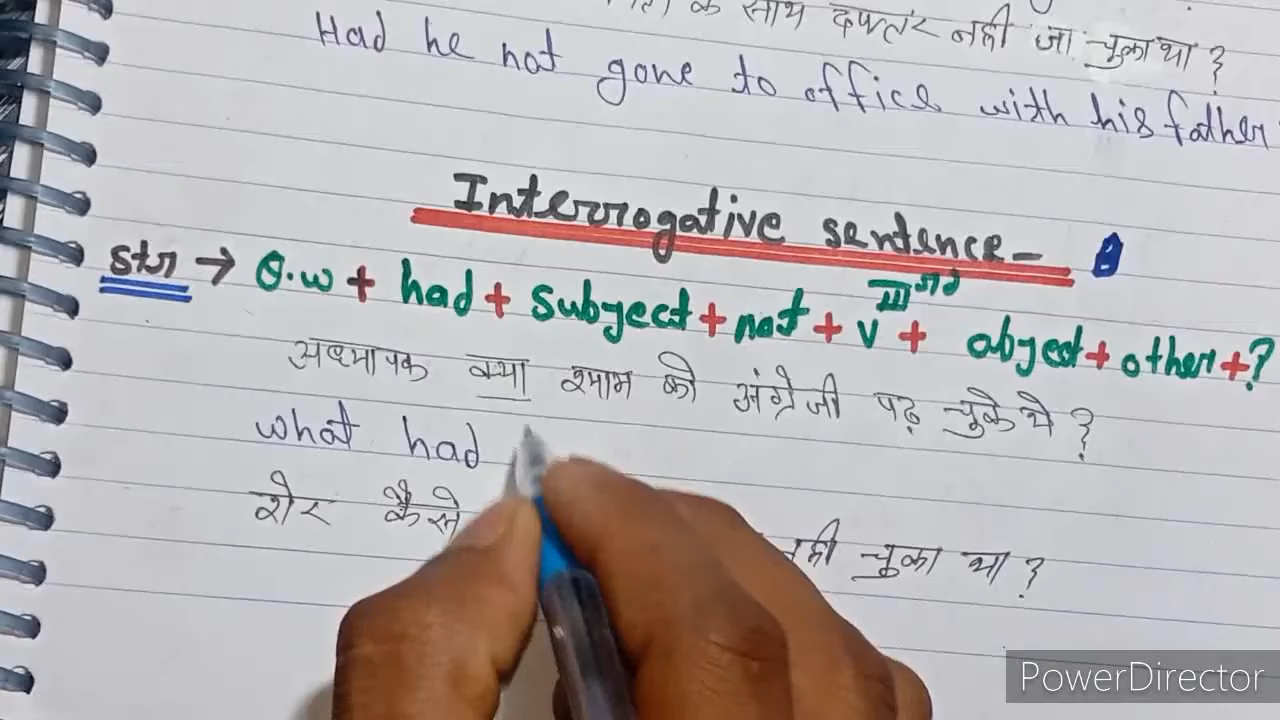 के साथ दफ्तर नही जा चुका था ?
Had he not gone to office with his father
Interrogative sentence-
Str → Q.w + had + Subject + not + V IIIrd + object + other + ?
अध्यापक क्या श्याम को अंग्रेजी पढ़ चुके थे ?
what had
शेर कैसे नही चुका था ?
PowerDirector